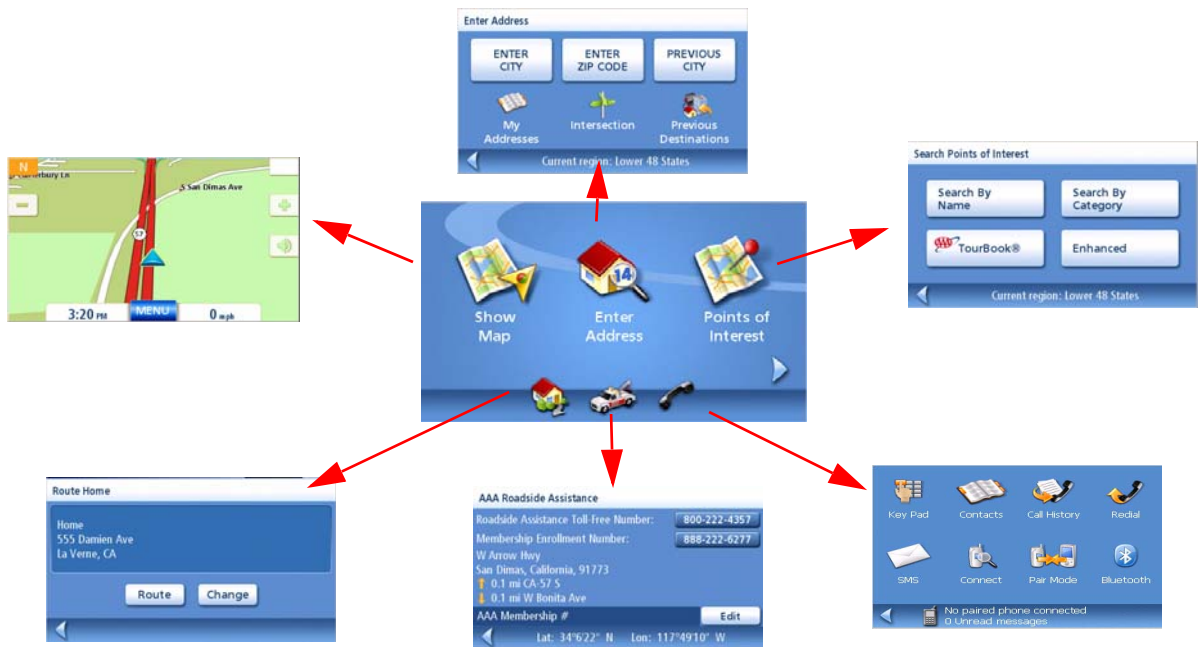 Enter Address
ENTER CITY
ENTER ZIP CODE
PREVIOUS CITY
My Addresses
Intersection
Previous Destinations
Current region: Lower 48 States
N
San Dimas Ave
57
3:20 PM
MENU
0 mph
Search Points of Interest
Search By Name
Search By Category
AAA TourBook®
Enhanced
Current region: Lower 48 States
Show Map
14
Enter Address
Points of Interest
Route Home
Home
555 Damien Ave
La Verne, CA
Route
Change
AAA Roadside Assistance
Roadside Assistance Toll-Free Number: 800-222-4357
Membership Enrollment Number: 888-222-6277
W Arrow Hwy
San Dimas, California, 91773
0.1 mi CA-57 S
0.1 mi W Bonita Ave
AAA Membership #
Edit
Lat: 34°6'22" N Lon: 117°49'10" W
Key Pad
Contacts
Call History
Redial
SMS
Connect
Pair Mode
Bluetooth
No paired phone connected
0 Unread messages